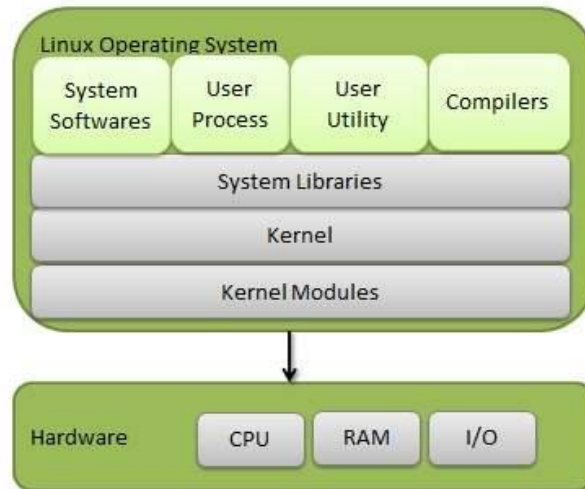 Linux Operating System
System Softwares
User Process
User Utility
Compilers
System Libraries
Kernel
Kernel Modules
Hardware
CPU
RAM
I/O